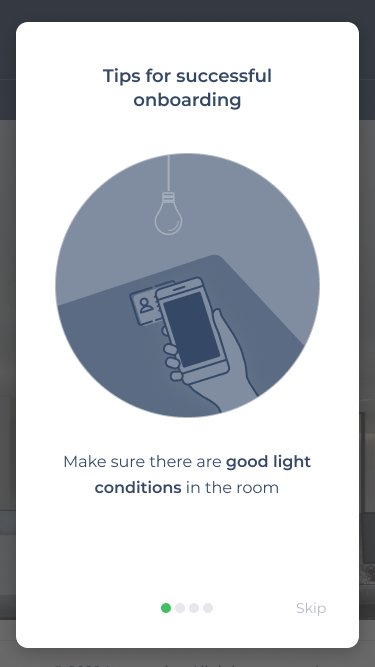 Tips for successful
onboarding
Make sure there are good light
conditions in the room
Skip